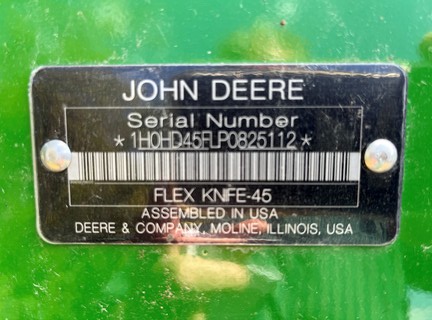 JOHN DEERE
Serial Number
*1H0HD45FLP0825112*
FLEX KNFE-45
ASSEMBLED IN USA
DEERE & COMPANY, MOLINE, ILLINOIS, USA